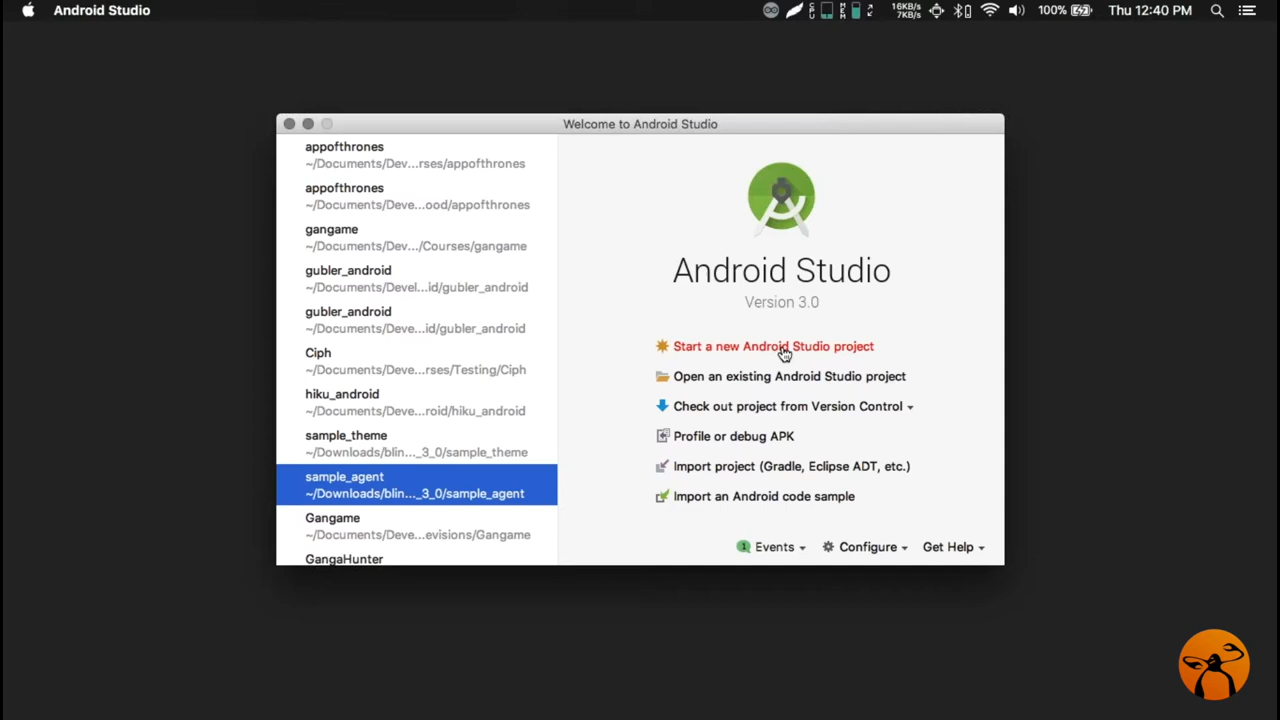 Android Studio
CPU
MEM
16KB/s
7KB/s
100%
Thu 12:40 PM
Welcome to Android Studio
appofthrones
~/Documents/Dev...rses/appofthrones
appofthrones
~/Documents/Deve...ood/appofthrones
gangame
~/Documents/Dev.../Courses/gangame
gubler_android
~/Documents/Devel...id/gubler_android
gubler_android
~/Documents/Deve...id/gubler_android
Ciph
~/Documents/Deve...rses/Testing/Ciph
hiku_android
~/Documents/Deve...roid/hiku_android
sample_theme
~/Downloads/blin..._3_0/sample_theme
sample_agent
~/Downloads/blin..._3_0/sample_agent
Gangame
~/Documents/Deve...evisions/Gangame
GangaHunter
Android Studio
Version 3.0
Start a new Android Studio project
Open an existing Android Studio project
Check out project from Version Control
Profile or debug APK
Import project (Gradle, Eclipse ADT, etc.)
Import an Android code sample
1 Events
Configure
Get Help